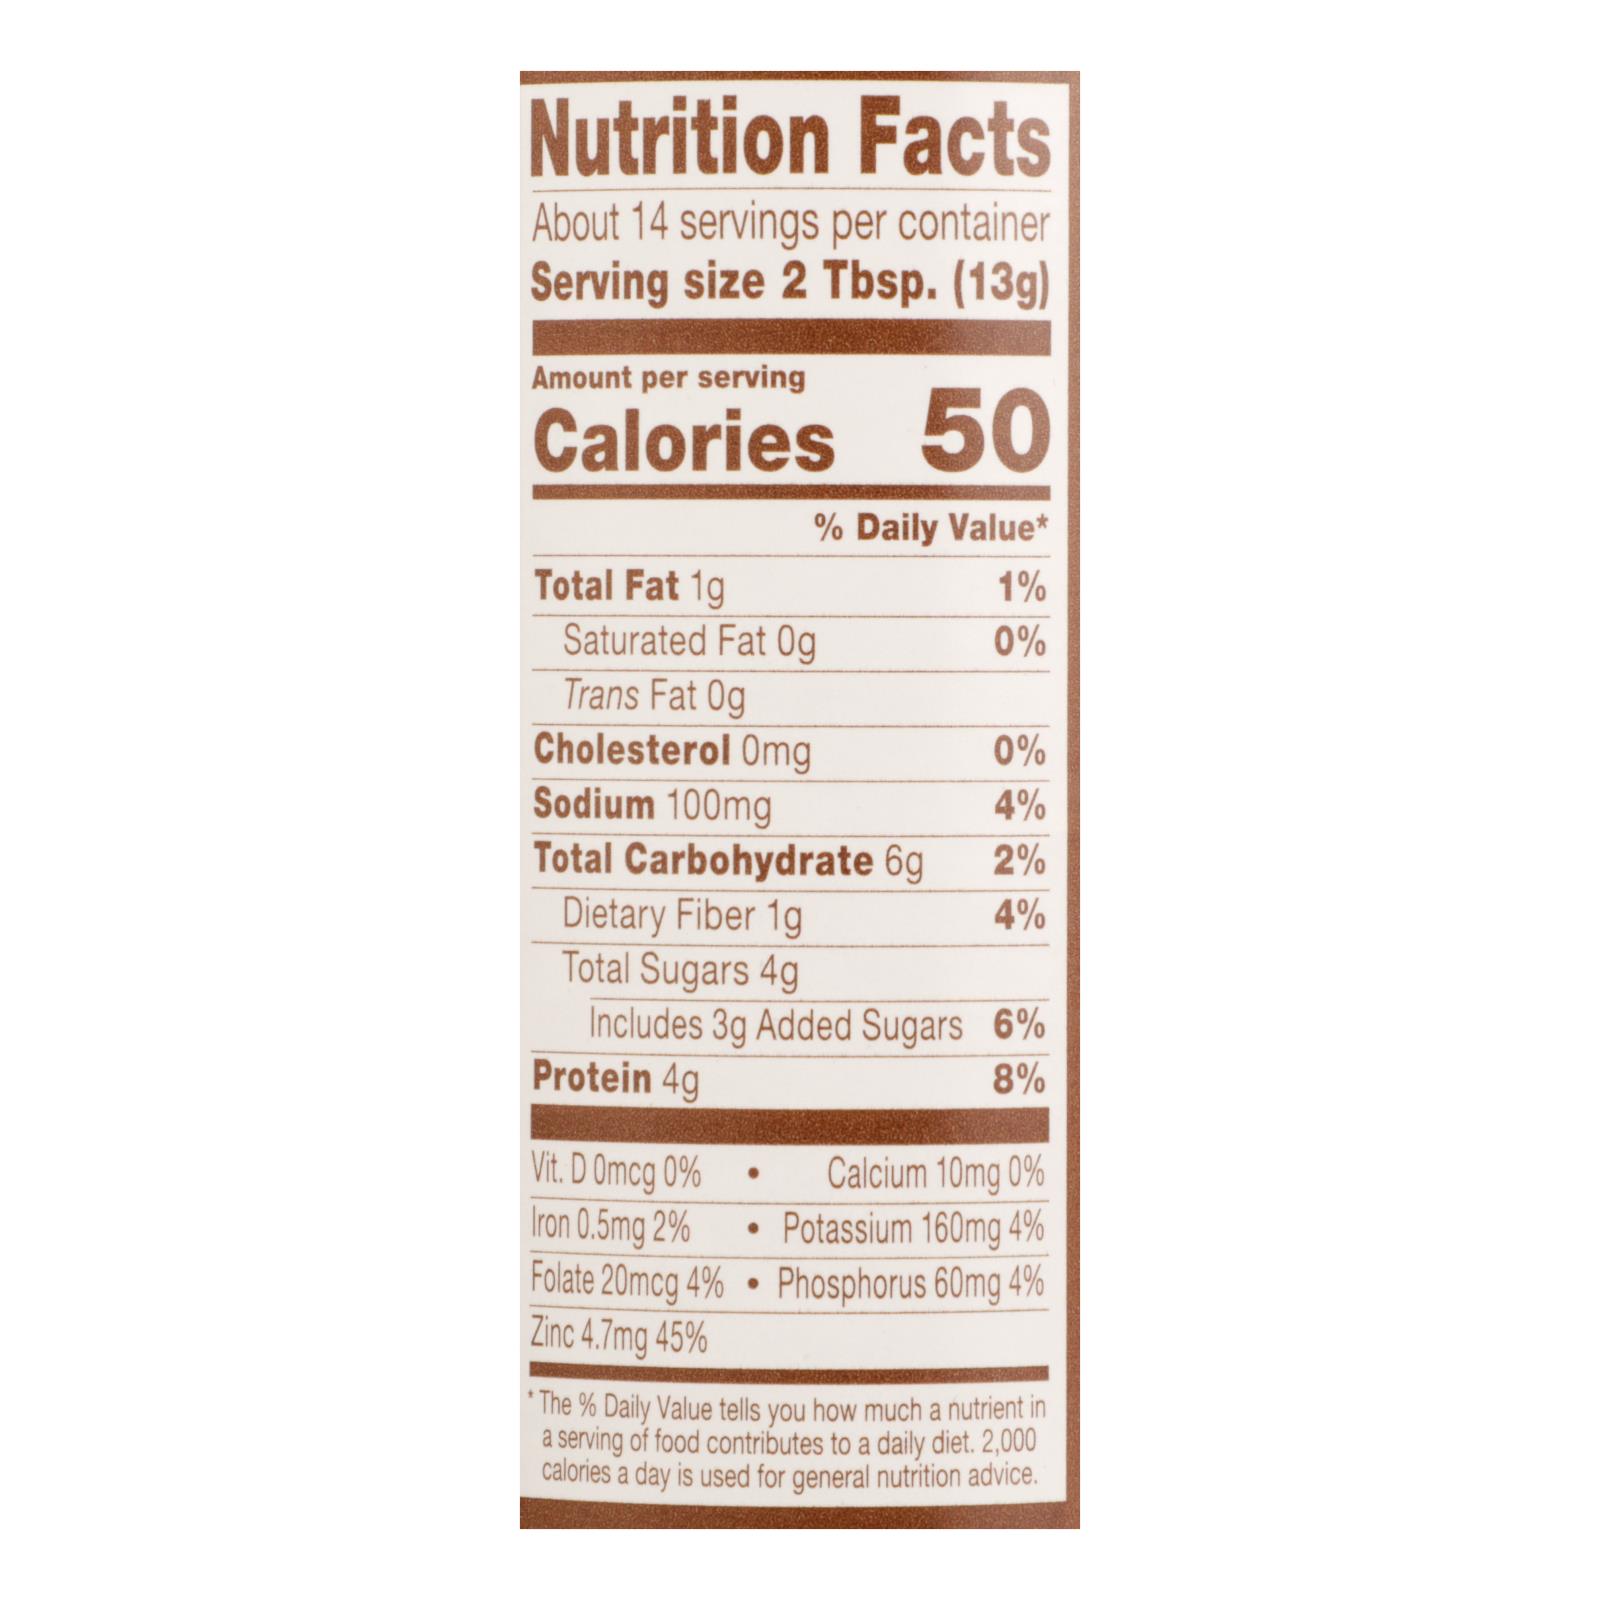 Nutrition Facts
About 14 servings per container
Serving size 2 Tbsp. (13g)
Amount per serving
Calories 50
% Daily Value*
Total Fat 1g 1%
Saturated Fat 0g 0%
Trans Fat 0g
Cholesterol 0mg 0%
Sodium 100mg 4%
Total Carbohydrate 6g 2%
Dietary Fiber 1g 4%
Total Sugars 4g
Includes 3g Added Sugars 6%
Protein 4g 8%
Vit. D 0mcg 0% • Calcium 10mg 0%
Iron 0.5mg 2% • Potassium 160mg 4%
Folate 20mcg 4% • Phosphorus 60mg 4%
Zinc 4.7mg 45%
* The % Daily Value tells you how much a nutrient in
a serving of food contributes to a daily diet. 2,000
calories a day is used for general nutrition advice.